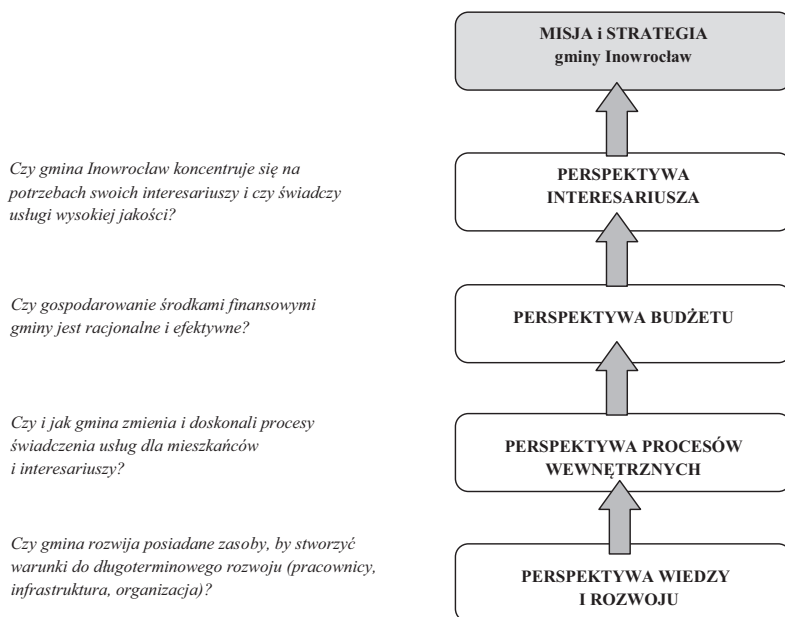 MISJA i STRATEGIA
gminy Inowrocław
Czy gmina Inowrocław koncentruje się na
potrzebach swoich interesariuszy i czy świadczy
usługi wysokiej jakości?
PERSPEKTYWA
INTERESARIUSZA
Czy gospodarowanie środkami finansowymi
gminy jest racjonalne i efektywne?
PERSPEKTYWA BUDŻETU
Czy i jak gmina zmienia i doskonali procesy
świadczenia usług dla mieszkańców
i interesariuszy?
PERSPEKTYWA PROCESÓW
WEWNĘTRZNYCH
Czy gmina rozwija posiadane zasoby, by stworzyć
warunki do długoterminowego rozwoju (pracownicy,
infrastruktura, organizacja)?
PERSPEKTYWA WIEDZY
I ROZWOJU